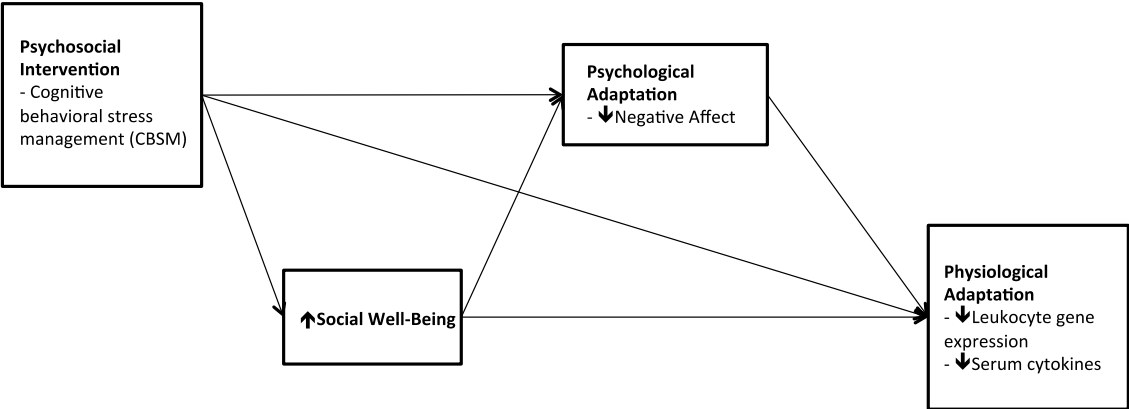 Psychosocial
Intervention
- Cognitive
behavioral stress
management (CBSM)
Psychological
Adaptation
- 🡻Negative Affect
🡹Social Well-Being
Physiological
Adaptation
- 🡻Leukocyte gene
expression
- 🡻Serum cytokines